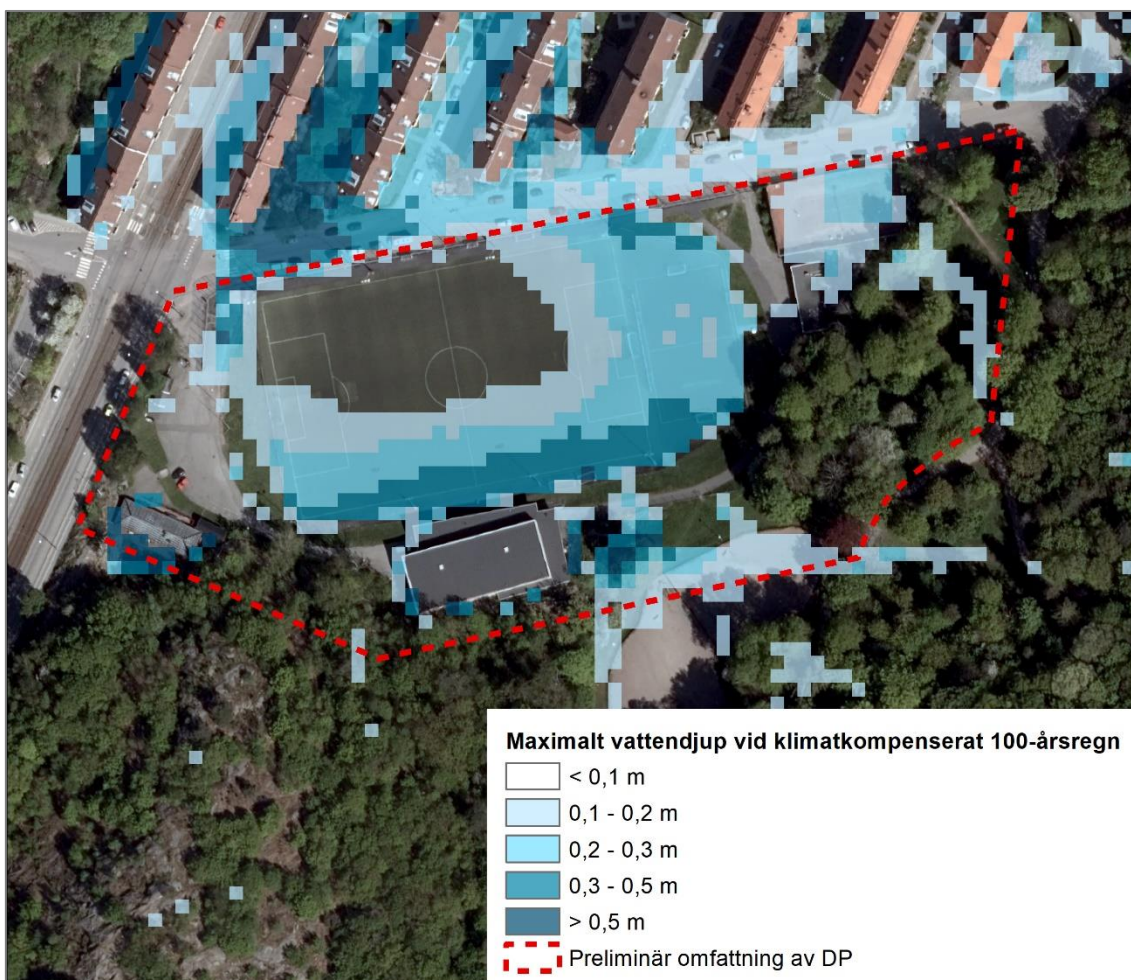 Maximalt vattendjup vid klimatkompenserat 100-årsregn
< 0,1 m
0,1 - 0,2 m
0,2 - 0,3 m
0,3 - 0,5 m
> 0,5 m
Preliminär omfattning av DP